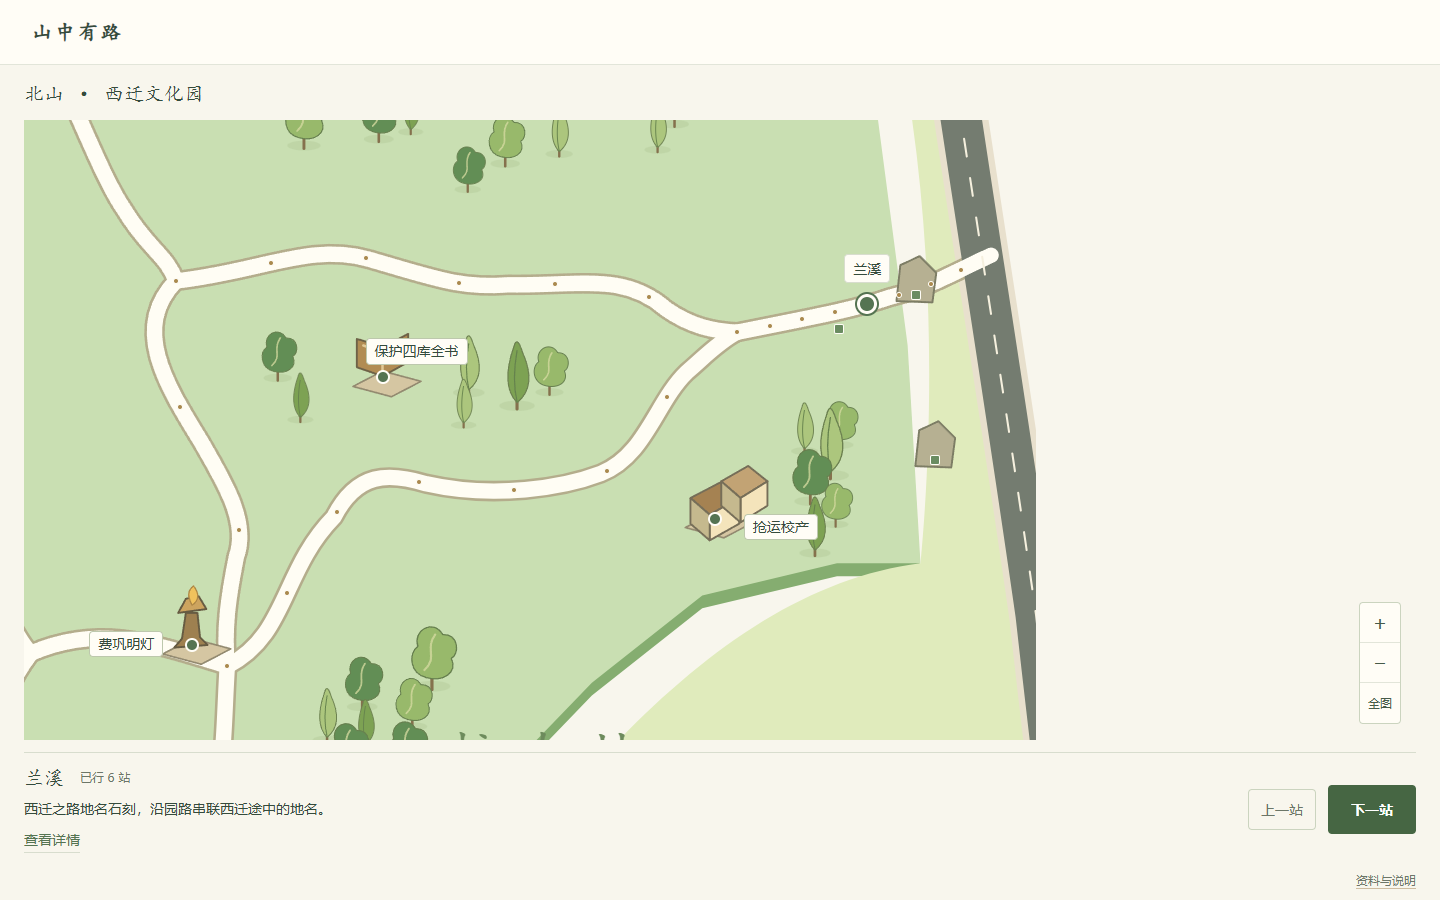 山中有路
北山 • 西迁文化园
兰溪
保护四库全书
抢运校产
费巩明灯
+
−
全图
兰溪 已行 6 站
西迁之路地名石刻，沿园路串联西迁途中的地名。
查看详情
上一站
下一站
资料与说明